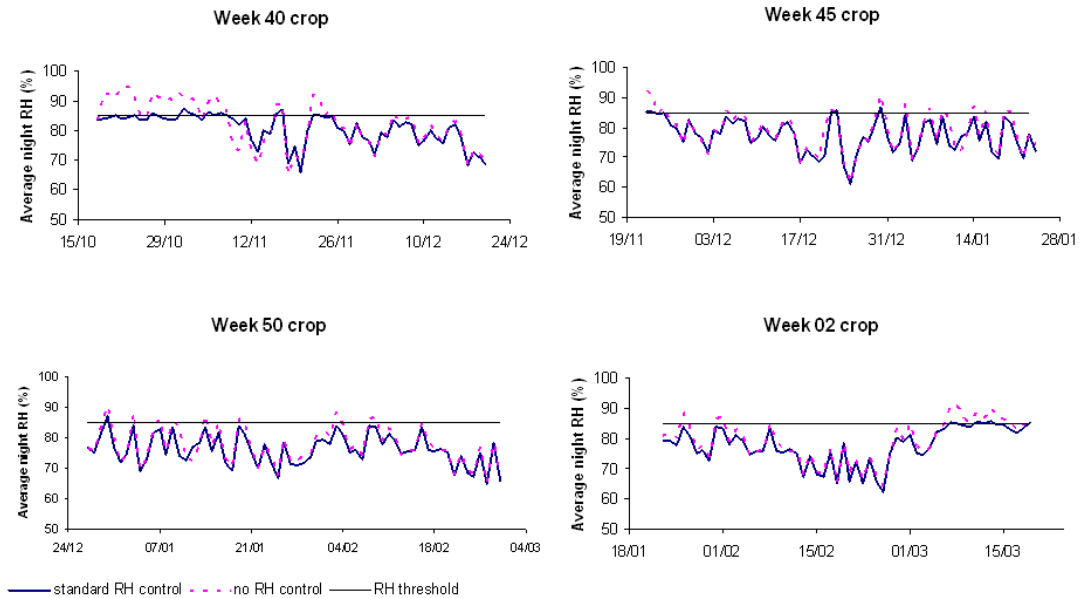 Week 40 crop
Average night RH (%)
100
90
80
70
60
50
15/10 29/10 12/11 26/11 10/12 24/12
Week 45 crop
Average night RH (%)
100
90
80
70
60
50
19/11 03/12 17/12 31/12 14/01 28/01
Week 50 crop
Average night RH (%)
100
90
80
70
60
50
24/12 07/01 21/01 04/02 18/02 04/03
Week 02 crop
Average night RH (%)
100
90
80
70
60
50
18/01 01/02 15/02 01/03 15/03
standard RH control no RH control RH threshold